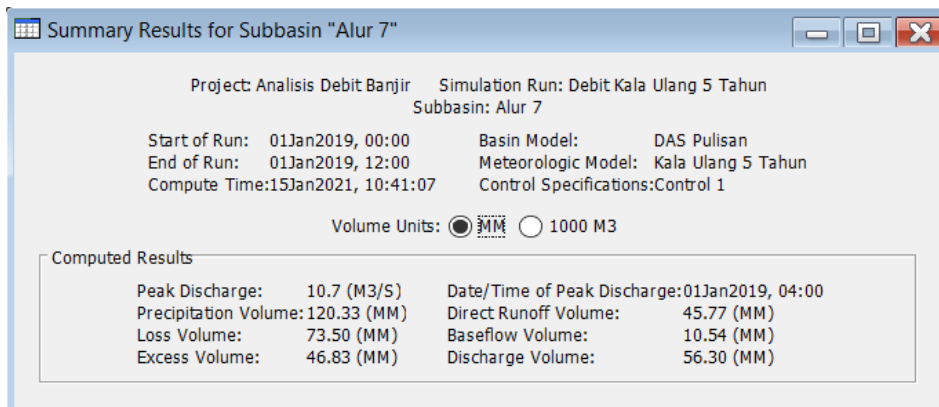 Summary Results for Subbasin "Alur 7"
Project: Analisis Debit Banjir Simulation Run: Debit Kala Ulang 5 Tahun
Subbasin: Alur 7
Start of Run: 01Jan2019, 00:00 Basin Model: DAS Pulisan
End of Run: 01Jan2019, 12:00 Meteorologic Model: Kala Ulang 5 Tahun
Compute Time:15Jan2021, 10:41:07 Control Specifications:Control 1
Volume Units: MM 1000 M3
Computed Results
Peak Discharge: 10.7 (M3/S) Date/Time of Peak Discharge:01Jan2019, 04:00
Precipitation Volume:120.33 (MM) Direct Runoff Volume: 45.77 (MM)
Loss Volume: 73.50 (MM) Baseflow Volume: 10.54 (MM)
Excess Volume: 46.83 (MM) Discharge Volume: 56.30 (MM)